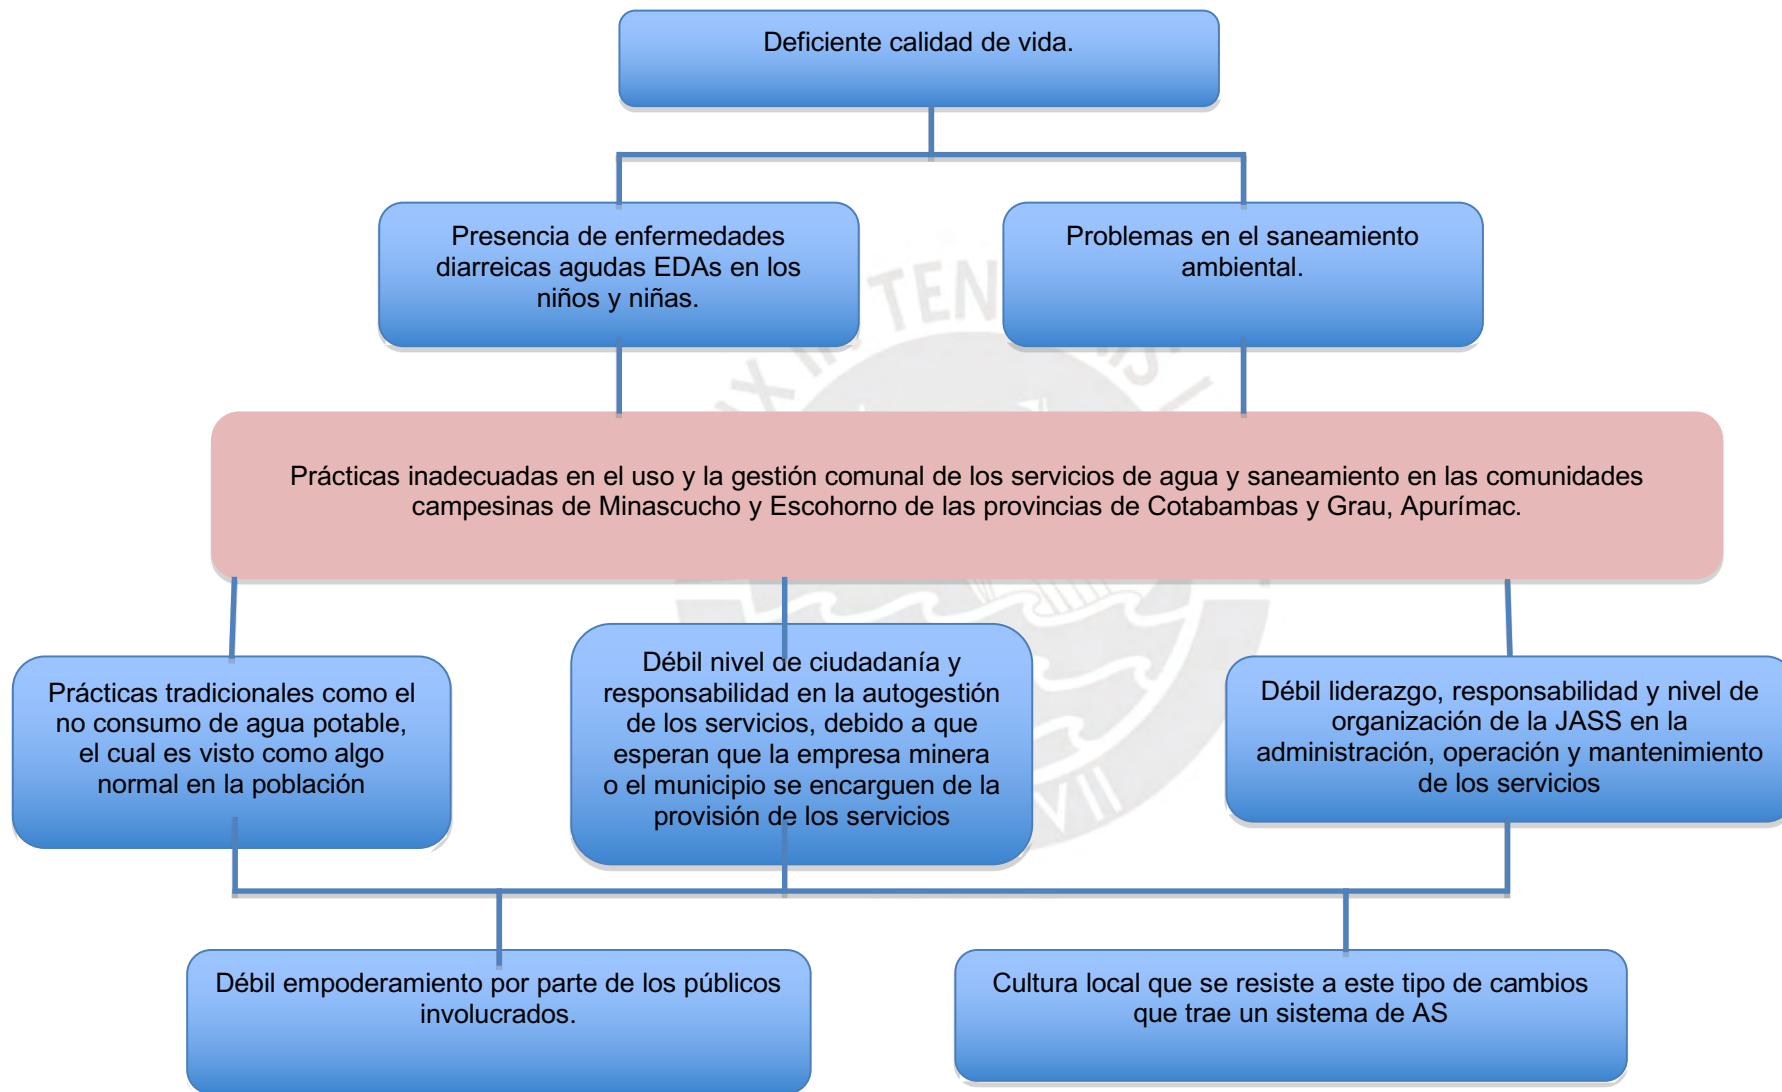 Deficiente calidad de vida.
Presencia de enfermedades
diarreicas agudas EDAs en los
niños y niñas.
Problemas en el saneamiento
ambiental.
TEN
Prácticas inadecuadas en el uso y la gestión comunal de los servicios de agua y saneamiento en las comunidades
campesinas de Minascucho y Escohorno de las provincias de Cotabambas y Grau, Apurímac.
Prácticas tradicionales como el
no consumo de agua potable,
el cual es visto como algo
normal en la población
Débil nivel de ciudadanía y
responsabilidad en la autogestión
de los servicios, debido a que
esperan que la empresa minera
o el municipio se encarguen de la
provisión de los servicios
Débil liderazgo, responsabilidad y nivel de
organización de la JASS en la
administración, operación y mantenimiento
de los servicios
VII
Débil empoderamiento por parte de los públicos
involucrados.
Cultura local que se resiste a este tipo de cambios
que trae un sistema de AS